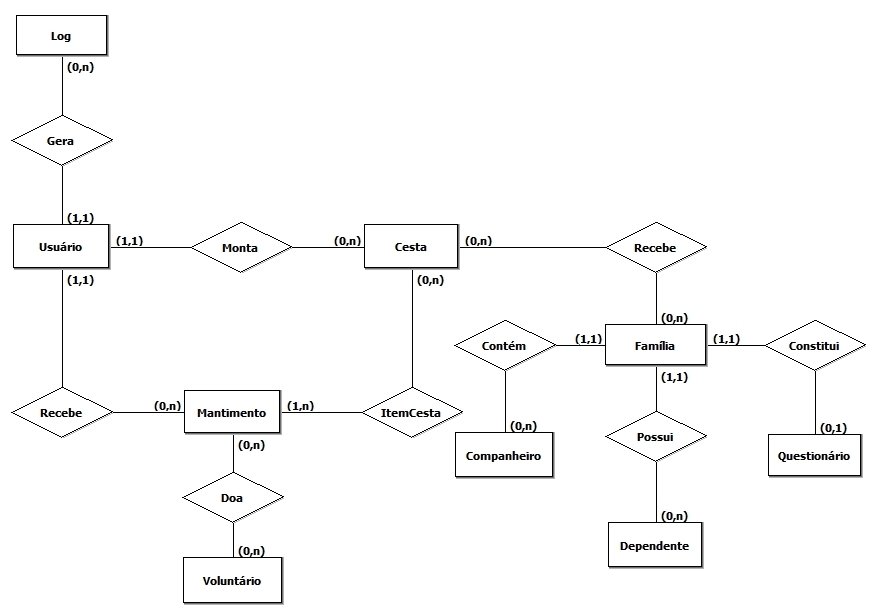 Log
(0,n)
Gera
(1,1)
Usuário
(1,1)
Monta
(0,n)
Cesta
(0,n)
Recebe
(1,1)
(0,n)
(0,n)
Contém
(1,1)
Família
(1,1)
Constitui
(1,1)
Recebe
(0,n)
Mantimento
(1,n)
ItemCesta
(0,n)
(0,n)
Companheiro
Possui
(0,1)
Questionário
Doa
(0,n)
Voluntário
(0,n)
Dependente